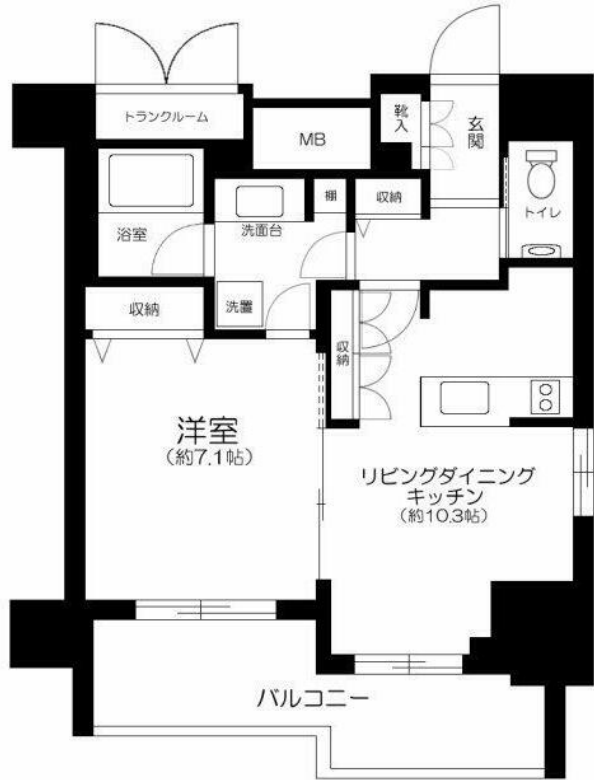 トランクルーム
MB
靴入
玄関
棚
収納
トイレ
浴室
洗面台
洗置
収納
収納
洋室
(約7.1帖)
リビングダイニング
キッチン
(約10.3帖)
バルコニー